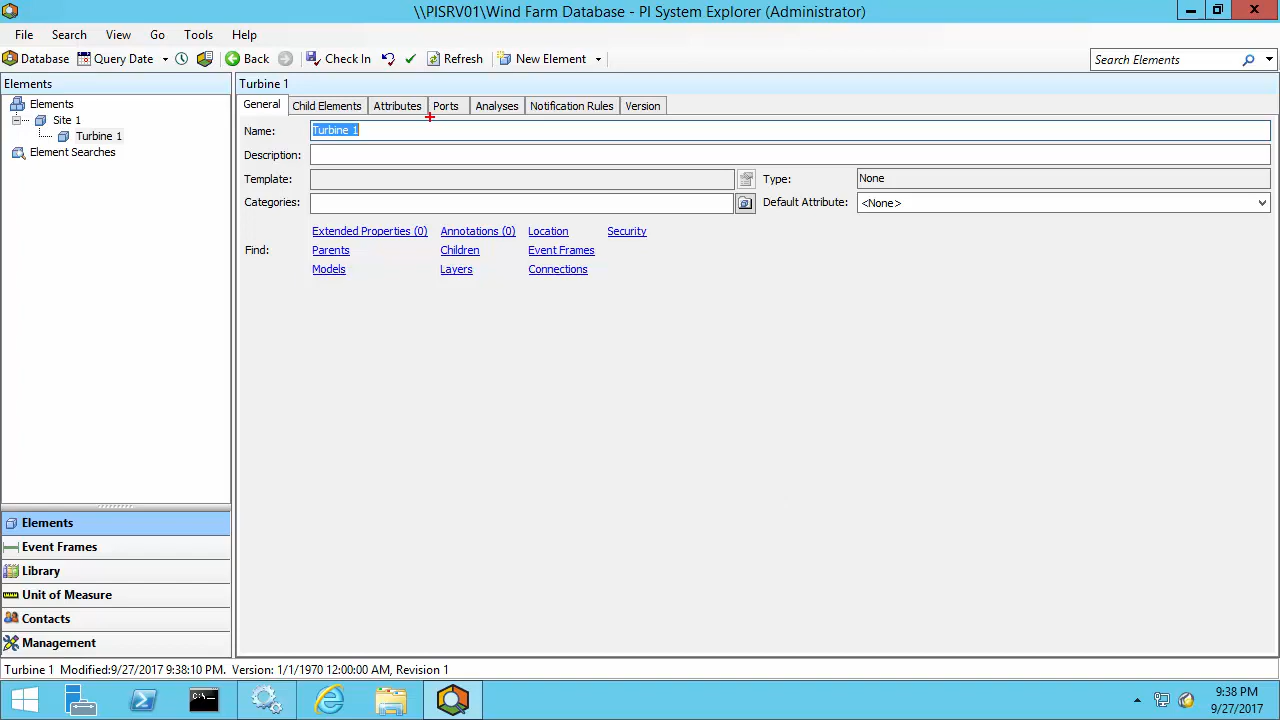 \\PISRV01\Wind Farm Database - PI System Explorer (Administrator)
File Search View Go Tools Help
Database Query Date Back Check In Refresh New Element Search Elements
Elements
Elements
Site 1
Turbine 1
Element Searches
Elements
Event Frames
Library
Unit of Measure
Contacts
Management
Turbine 1
General Child Elements Attributes Ports Analyses Notification Rules Version
Name: Turbine 1
Description:
Template: Type: None
Categories: Default Attribute: <None>
Extended Properties (0) Annotations (0) Location Security
Find: Parents Children Event Frames
Models Layers Connections
Turbine 1 Modified:9/27/2017 9:38:10 PM. Version: 1/1/1970 12:00:00 AM, Revision 1
9:38 PM
9/27/2017